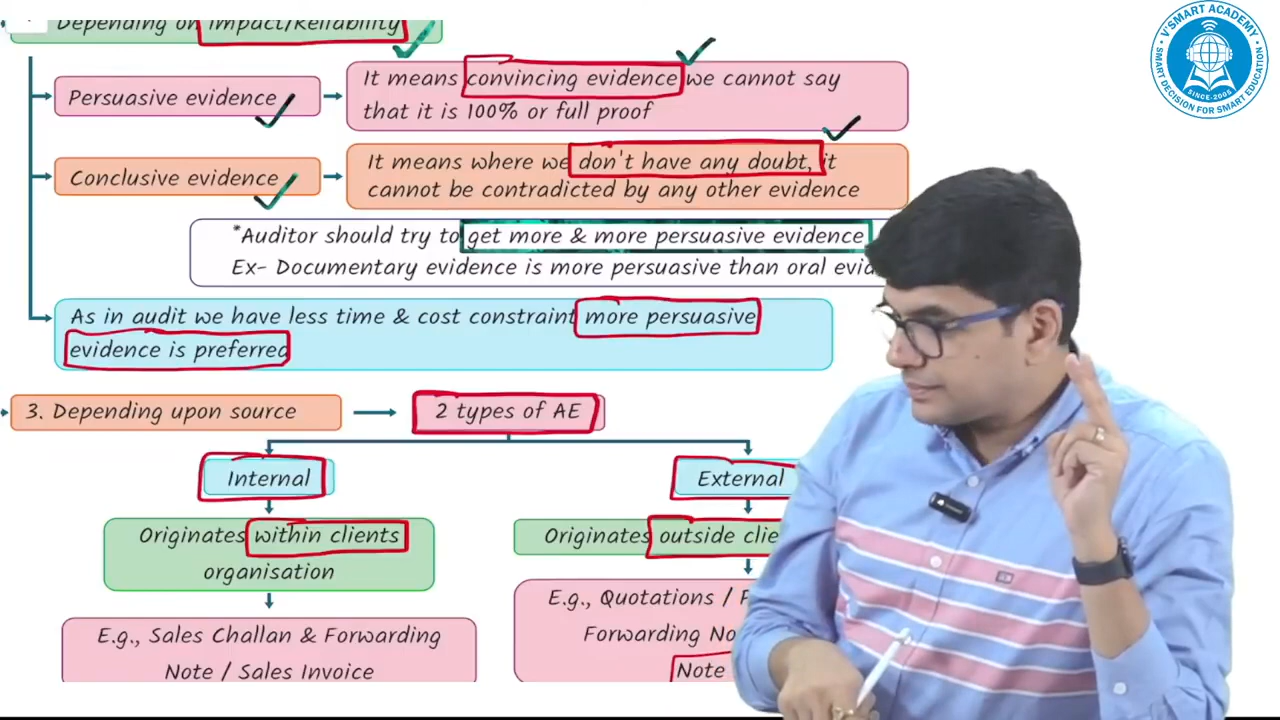 Depending on Impact/Reliability
Persuasive evidence
It means convincing evidence we cannot say
that it is 100% or full proof
Conclusive evidence
It means where we don't have any doubt, it
cannot be contradicted by any other evidence
*Auditor should try to get more & more persuasive evidence
Ex- Documentary evidence is more persuasive than oral
As in audit we have less time & cost constraint more persuasive
evidence is preferred
3. Depending upon source
2 types of AE
Internal
External
Originates within clients
organisation
Originates outside
E.g., Sales Challan & Forwarding
Note / Sales Invoice
E.g., Quotations /
Forwarding
Note
V'SMART ACADEMY
SMART DECISION FOR SMART EDUCATION
SINCE-2005